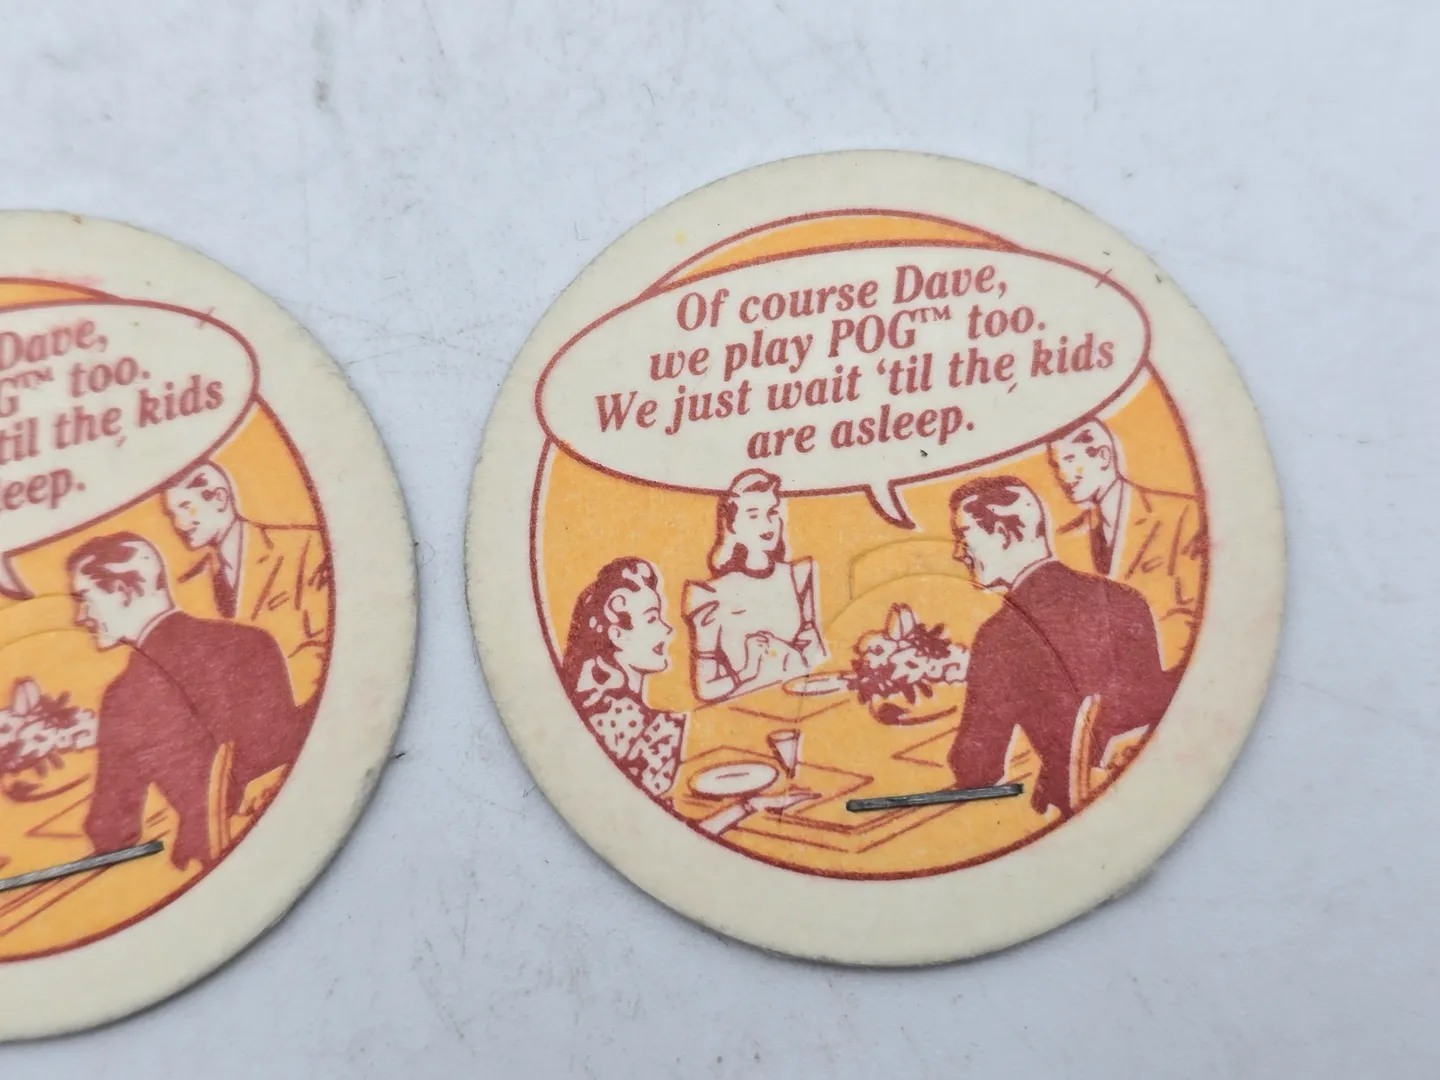 Dave,
G™ too.
til the kids
leep.
Of course Dave,
we play POG™ too.
We just wait ‘til the kids
are asleep.